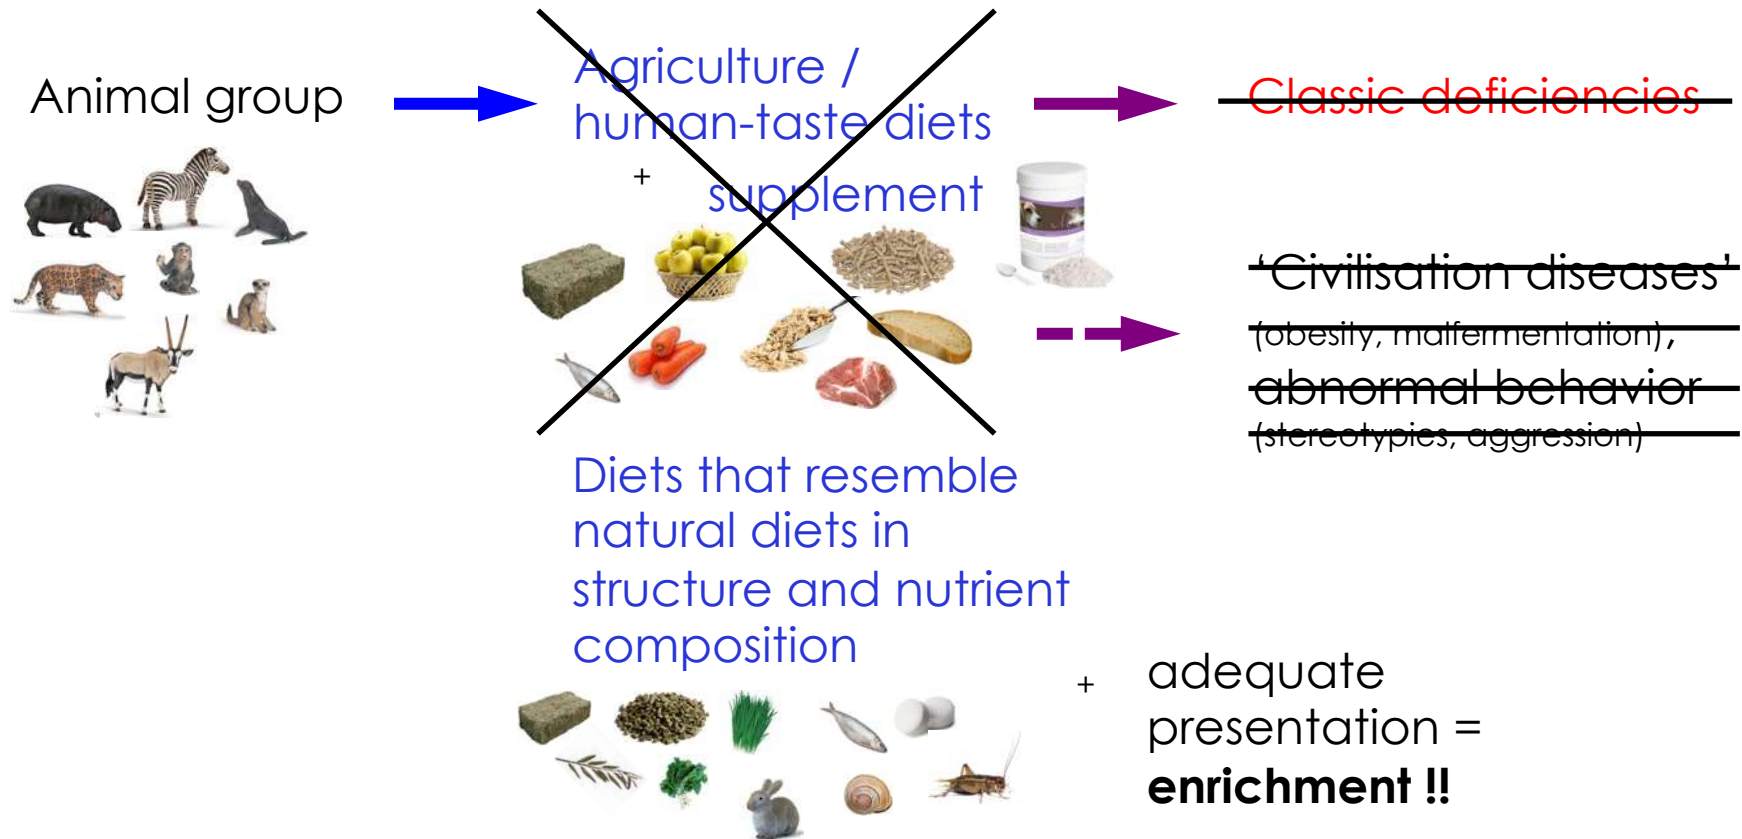 Animal group
Agriculture /
human-taste diets
+
supplement
Classic deficiencies
‘Civilisation diseases’
(obesity, malfermentation),
abnormal behavior
(stereotypies, aggression)
Diets that resemble
natural diets in
structure and nutrient
composition
+
adequate
presentation =
enrichment !!